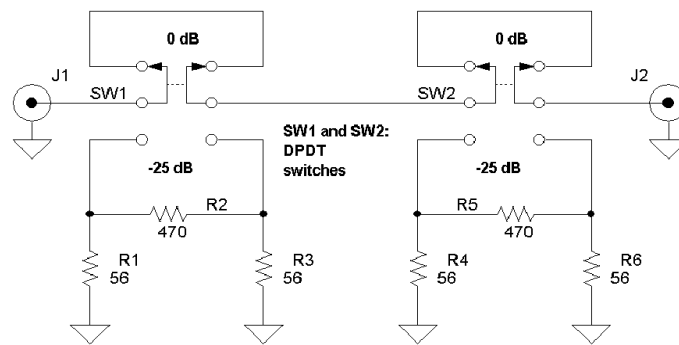 0 dB
0 dB
J1
J2
SW1
SW2
SW1 and SW2:
DPDT
switches
-25 dB
-25 dB
R2
470
R5
470
R1
56
R3
56
R4
56
R6
56